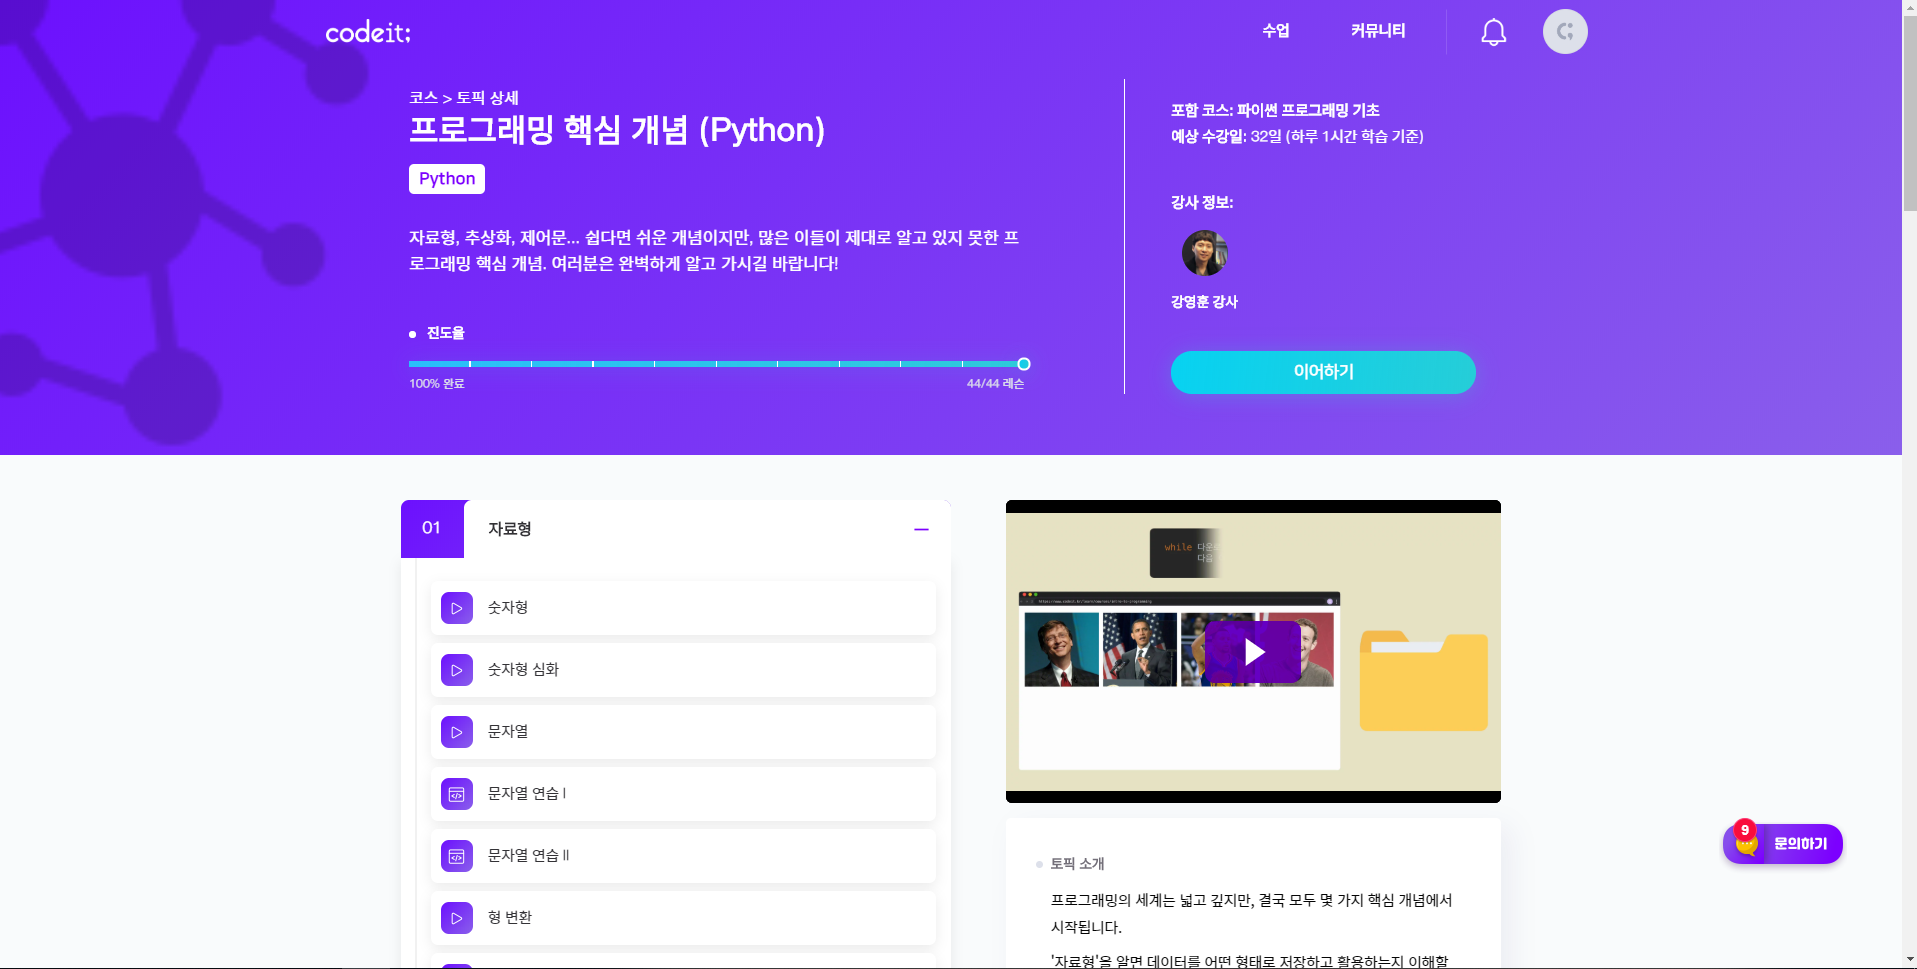 codeit;
수업
커뮤니티
코스 > 토픽 상세
프로그래밍 핵심 개념 (Python)
Python
자료형, 추상화, 제어문... 쉽다면 쉬운 개념이지만, 많은 이들이 제대로 알고 있지 못한 프
로그래밍 핵심 개념. 여러분은 완벽하게 알고 가시길 바랍니다!
진도율
100% 완료
44/44 레슨
포함 코스: 파이썬 프로그래밍 기초
예상 수강일: 32일 (하루 1시간 학습 기준)
강사 정보:
강영훈 강사
이어하기
01
자료형
숫자형
숫자형 심화
문자열
문자열 연습 I
문자열 연습 II
형 변환
while 다운
다음
토픽 소개
프로그래밍의 세계는 넓고 깊지만, 결국 모두 몇 가지 핵심 개념에서
시작됩니다.
'자료형'을 알면 데이터를 어떤 형태로 저장하고 활용하는지 이해할
9
문의하기